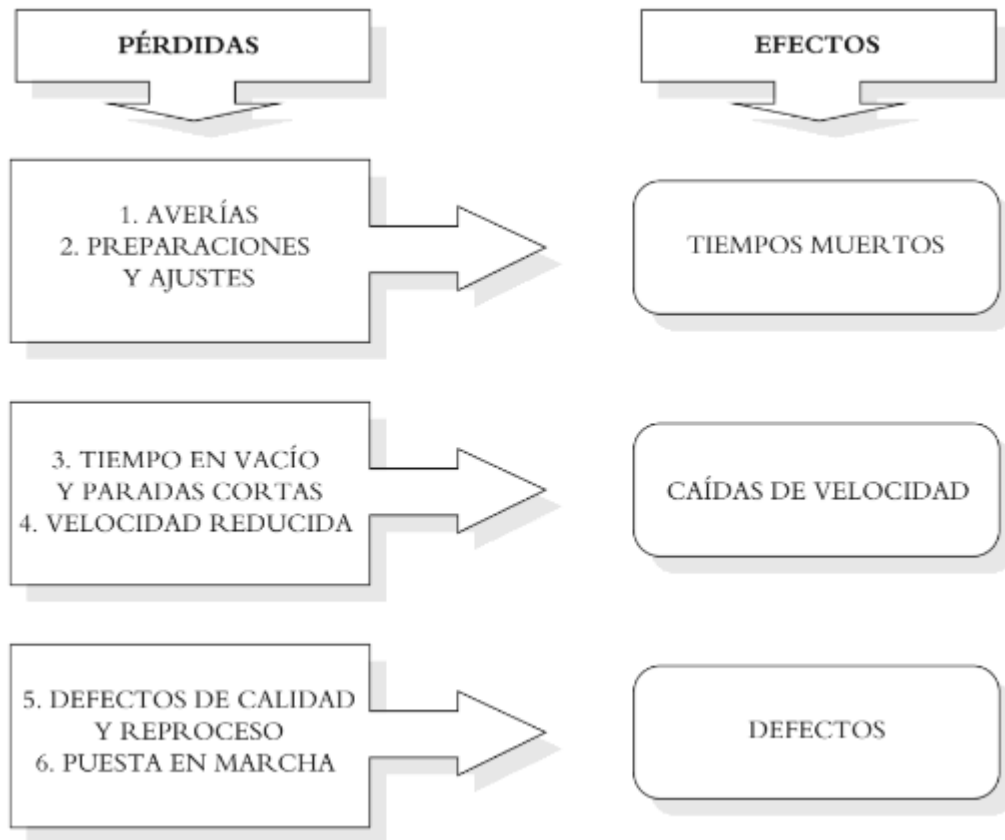 PÉRDIDAS
EFECTOS
1. AVERÍAS
2. PREPARACIONES
Y AJUSTES
TIEMPOS MUERTOS
3. TIEMPO EN VACÍO
Y PARADAS CORTAS
4. VELOCIDAD REDUCIDA
CAÍDAS DE VELOCIDAD
5. DEFECTOS DE CALIDAD
Y REPROCESO
6. PUESTA EN MARCHA
DEFECTOS